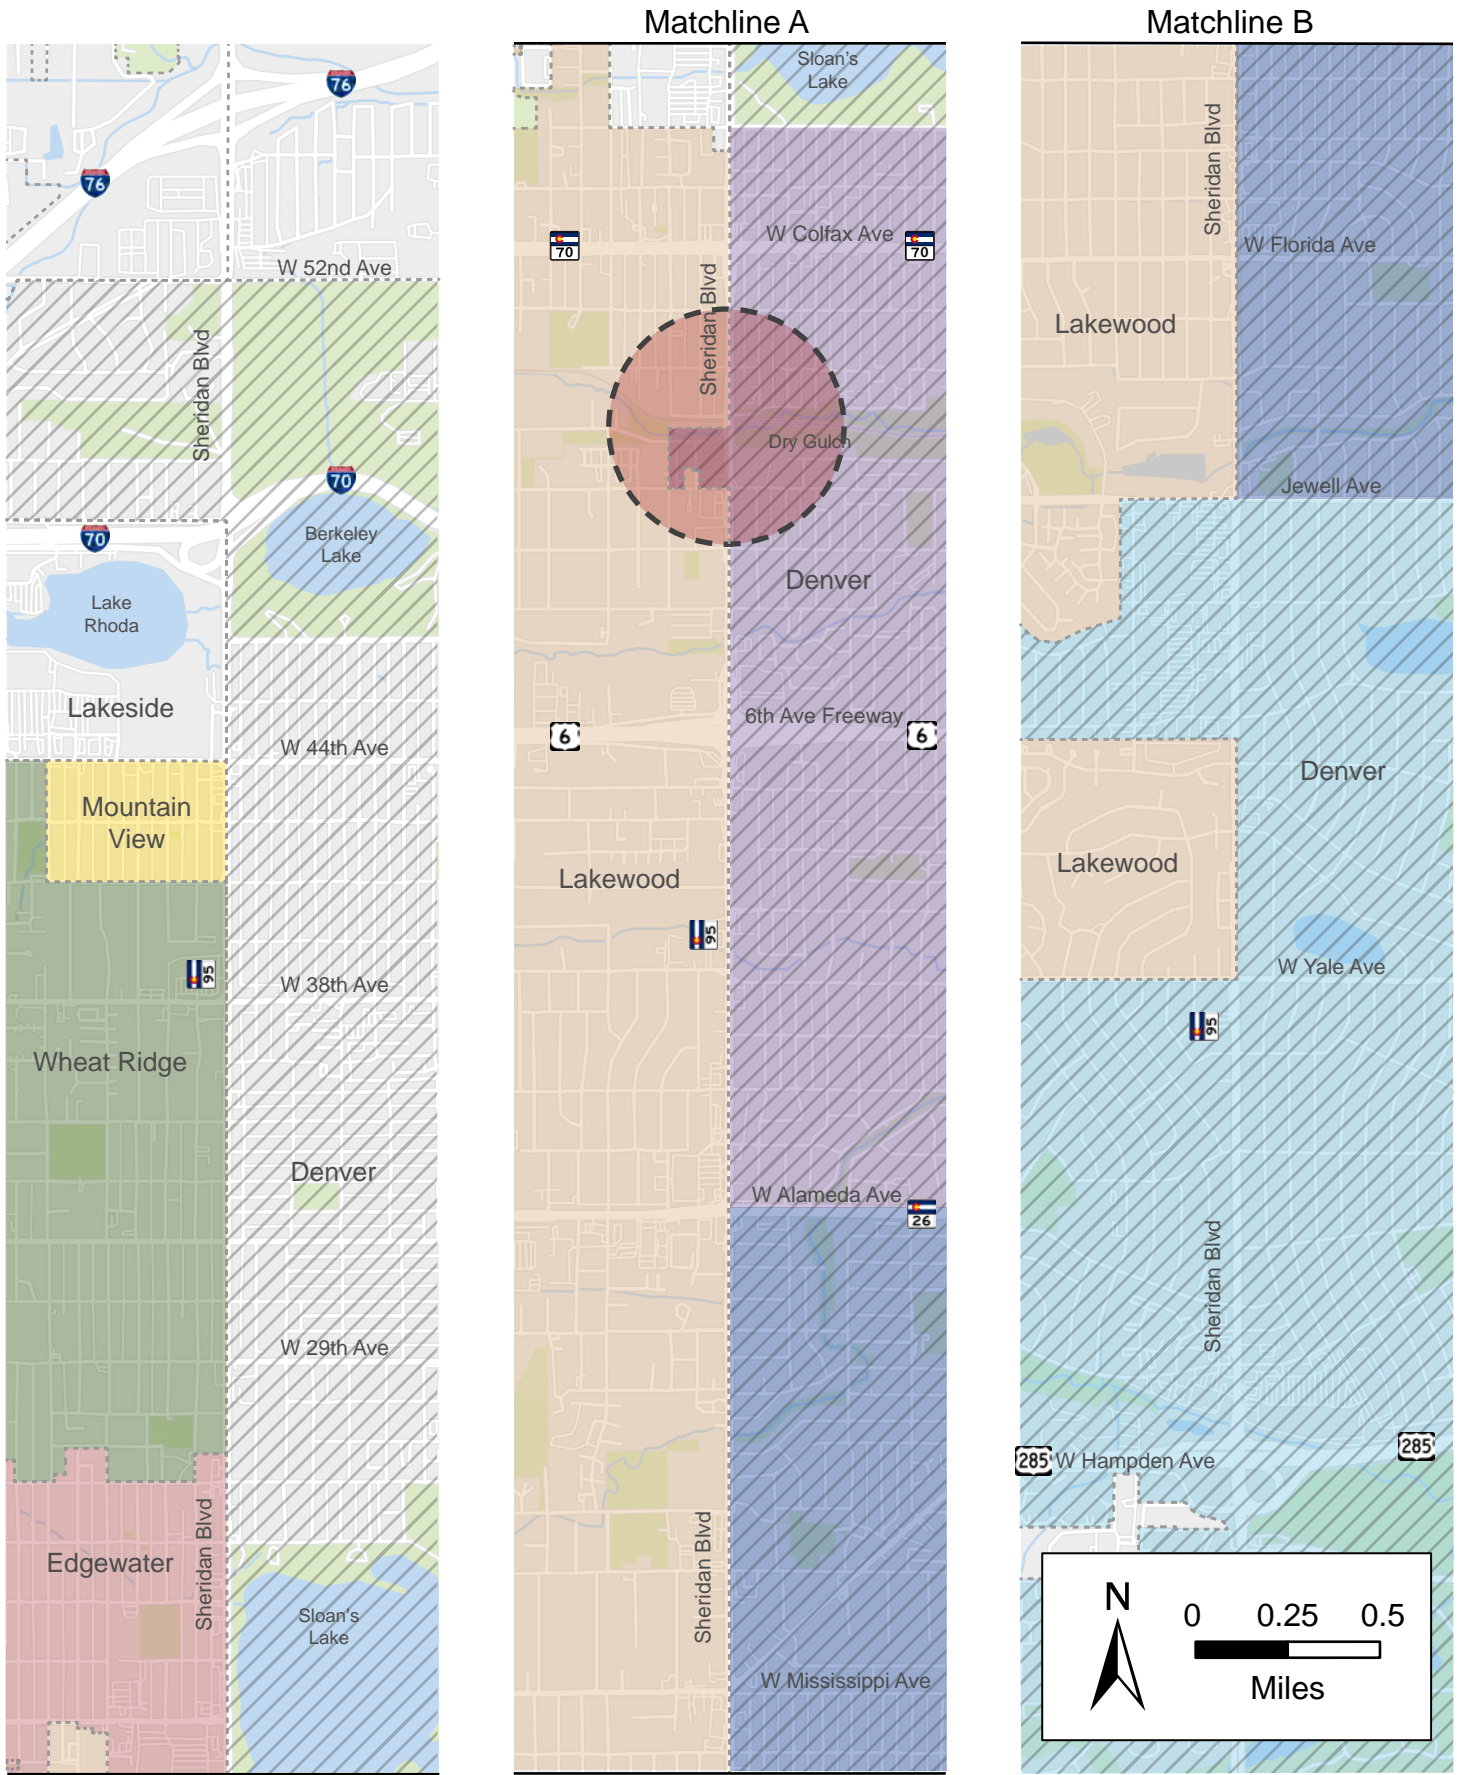 Matchline A
Matchline B
76
76
W 52nd Ave
Sheridan Blvd
70
70
Berkeley
Lake
Lake
Rhoda
Lakeside
W 44th Ave
Mountain
View
95
W 38th Ave
Wheat Ridge
Denver
W 29th Ave
Sheridan Blvd
Edgewater
Sloan's
Lake
Sloan's
Lake
W Colfax Ave
70
70
Sheridan Blvd
Sheridan Blvd
Dry Gulch
Denver
6th Ave Freeway
6
6
Lakewood
95
W Alameda Ave
26
Sheridan Blvd
W Mississippi Ave
Sheridan Blvd
W Florida Ave
Lakewood
Jewell Ave
Denver
Lakewood
W Yale Ave
95
Sheridan Blvd
285
W Hampden Ave
285
N
0 0.25 0.5
Miles